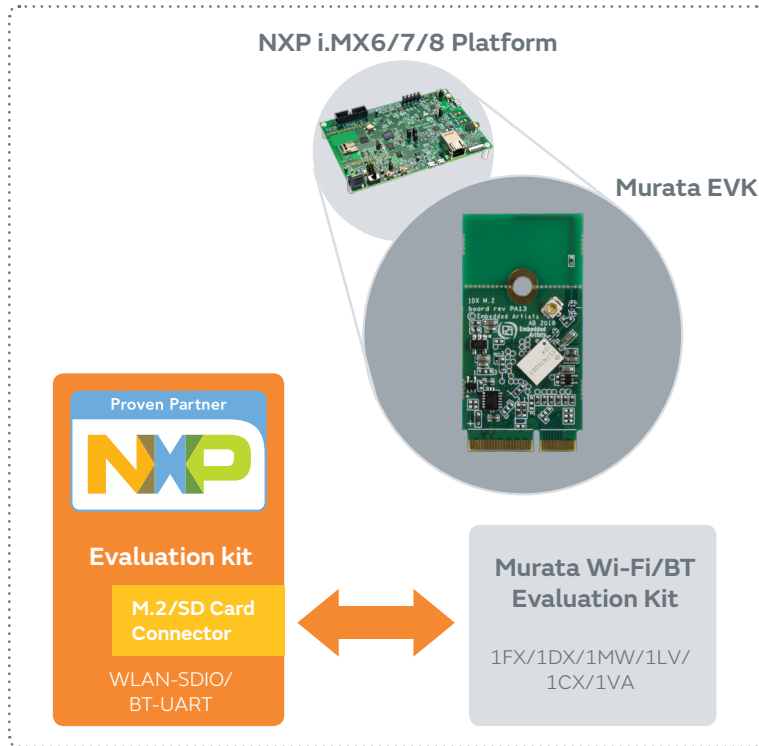 NXP i.MX6/7/8 Platform
Murata EVK
1DX M.2
board rev PA13
© Embedded Artists
AB 2018
Embedded
Artists
Proven Partner
NXP
Evaluation kit
M.2/SD Card
Connector
WLAN-SDIO/
BT-UART
Murata Wi-Fi/BT
Evaluation Kit
1FX/1DX/1MW/1LV/
1CX/1VA